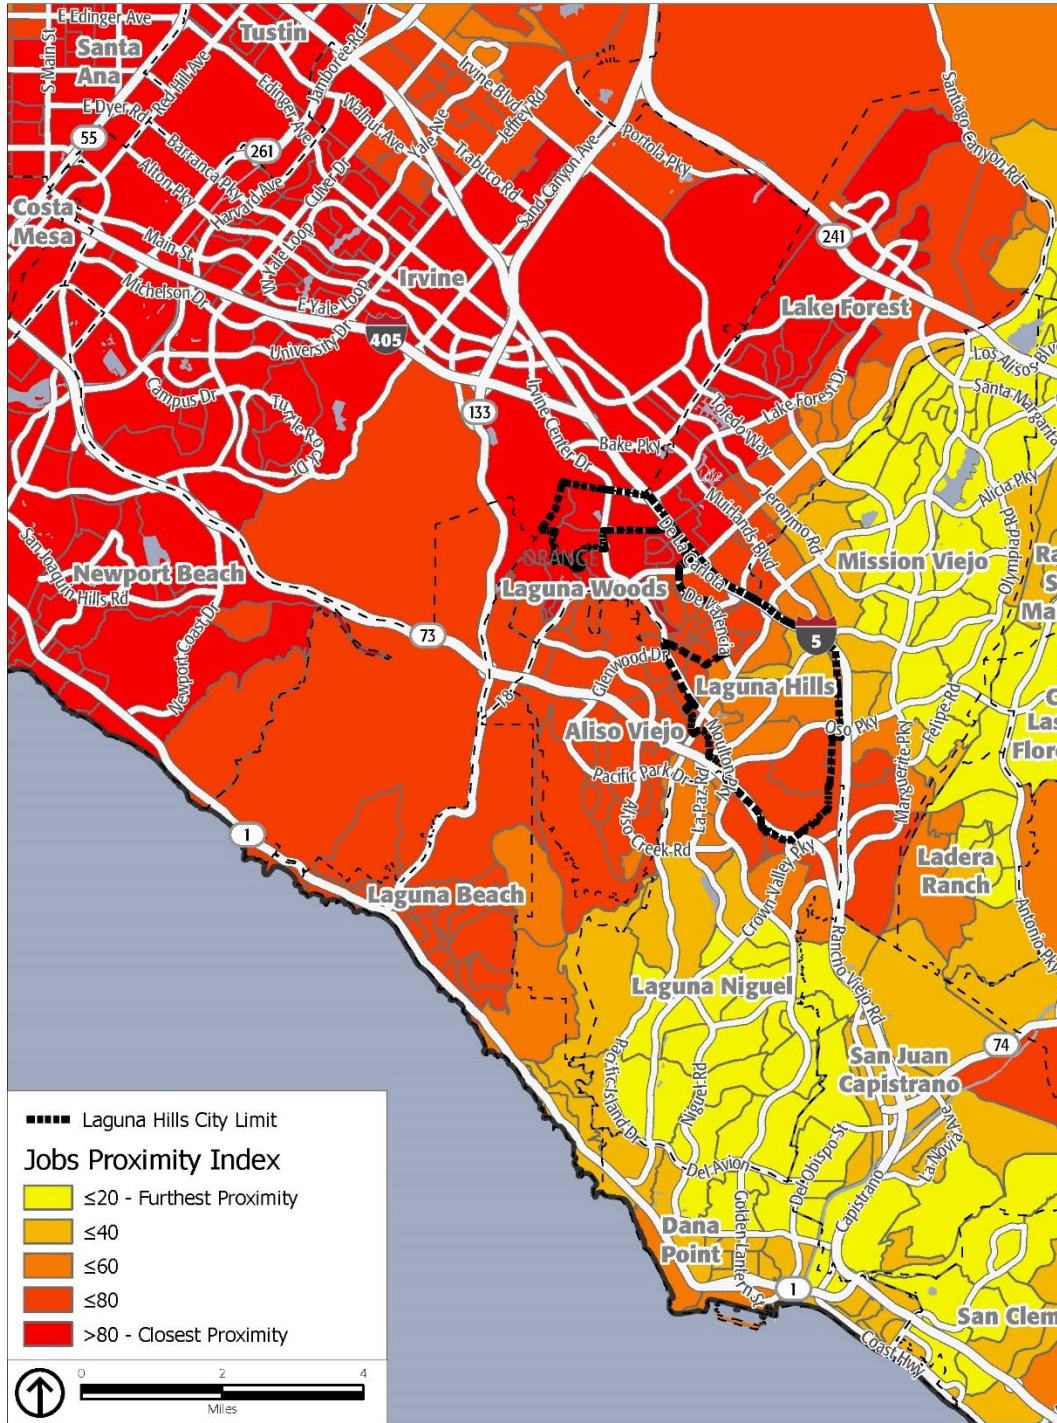 E Edinger Ave
Tustin
Santa
Ana
S Main St
Red Hill Ave
Jamboree Rd
E Dyer Rd
Edinger Ave
Walnut Ave
Irvine Blvd
Jeffrey Rd
Yale Ave
Trabuco Rd
Portola Pky
Santiago Canyon Rd
55
261
Barranca Pky
Alton Pky
Harvard Ave
Culver Dr
Sand Canyon Ave
Costa
Mesa
Main St
W Yale Loop
241
Michelson Dr
E Yale Loop
Irvine
Lake Forest
405
University Dr
Campus Dr
Turtle Ro
ck Dr
133
Irvine Center Dr
Bake Pky
Toledo Way
Lake Forest Dr
Los Alisos Blv
Santa Margarita
Alicia Pky
Olympiad Rd
Muirlands Blvd
Jeronimo Rd
Mission Viejo
Ra
S
Ma
ORANGE
Laguna Woods
De La Carlota
De Valencia
San Joaquin
Hills Rd
Newport Beach
Newport Coast Dr
73
5
Glenwood Dr
Laguna Hills
18
Aliso Viejo
Oso Pky
Felipe Rd
Marguerite Pky
C
Las
Flore
Moulton Pky
Pacific Park Dr
La Paz Rd
Aliso Creek Rd
1
Crown Valley Pky
Ladera
Ranch
Antonio Pky
Laguna Beach
Rancho Viejo Rd
Laguna Niguel
74
San Juan
Capistrano
Pacific Island Dr
Niguel Rd
La Novia Ave
Del Obispo St
Del Avion
Capistrano
Golden Lantern St
Dana
Point
1
San Clem
Coast Hwy
Laguna Hills City Limit
Jobs Proximity Index
≤20 - Furthest Proximity
≤40
≤60
≤80
>80 - Closest Proximity
0 2 4
Miles